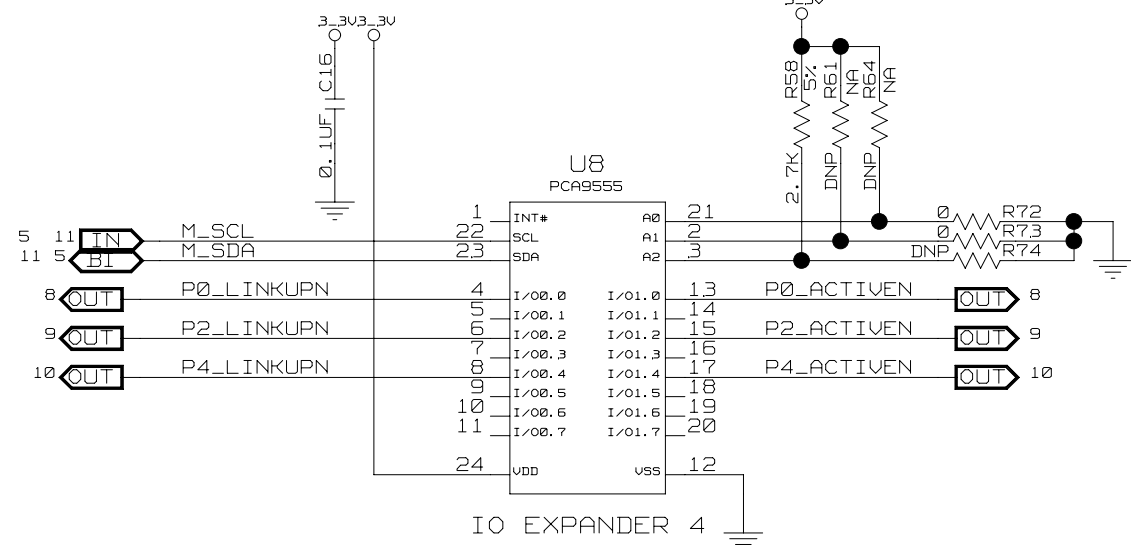 3_3V
3_3V 3_3V
C16
0.1UF
R58
5%
2.7K
R61
NA
DNP
R64
NA
DNP
U8
PCA9555
1 INT# A0 21 0 R72
5 11 IN M_SCL 22 SCL A1 2 0 R73
11 5 BI M_SDA 23 SDA A2 3 DNP R74
8 OUT P0_LINKUPN 4 I/O0.0 I/O1.0 13 P0_ACTIVEN OUT 8
5 I/O0.1 I/O1.1 14
9 OUT P2_LINKUPN 6 I/O0.2 I/O1.2 15 P2_ACTIVEN OUT 9
7 I/O0.3 I/O1.3 16
10 OUT P4_LINKUPN 8 I/O0.4 I/O1.4 17 P4_ACTIVEN OUT 10
9 I/O0.5 I/O1.5 18
10 I/O0.6 I/O1.6 19
11 I/O0.7 I/O1.7 20
24 VDD VSS 12
IO EXPANDER 4